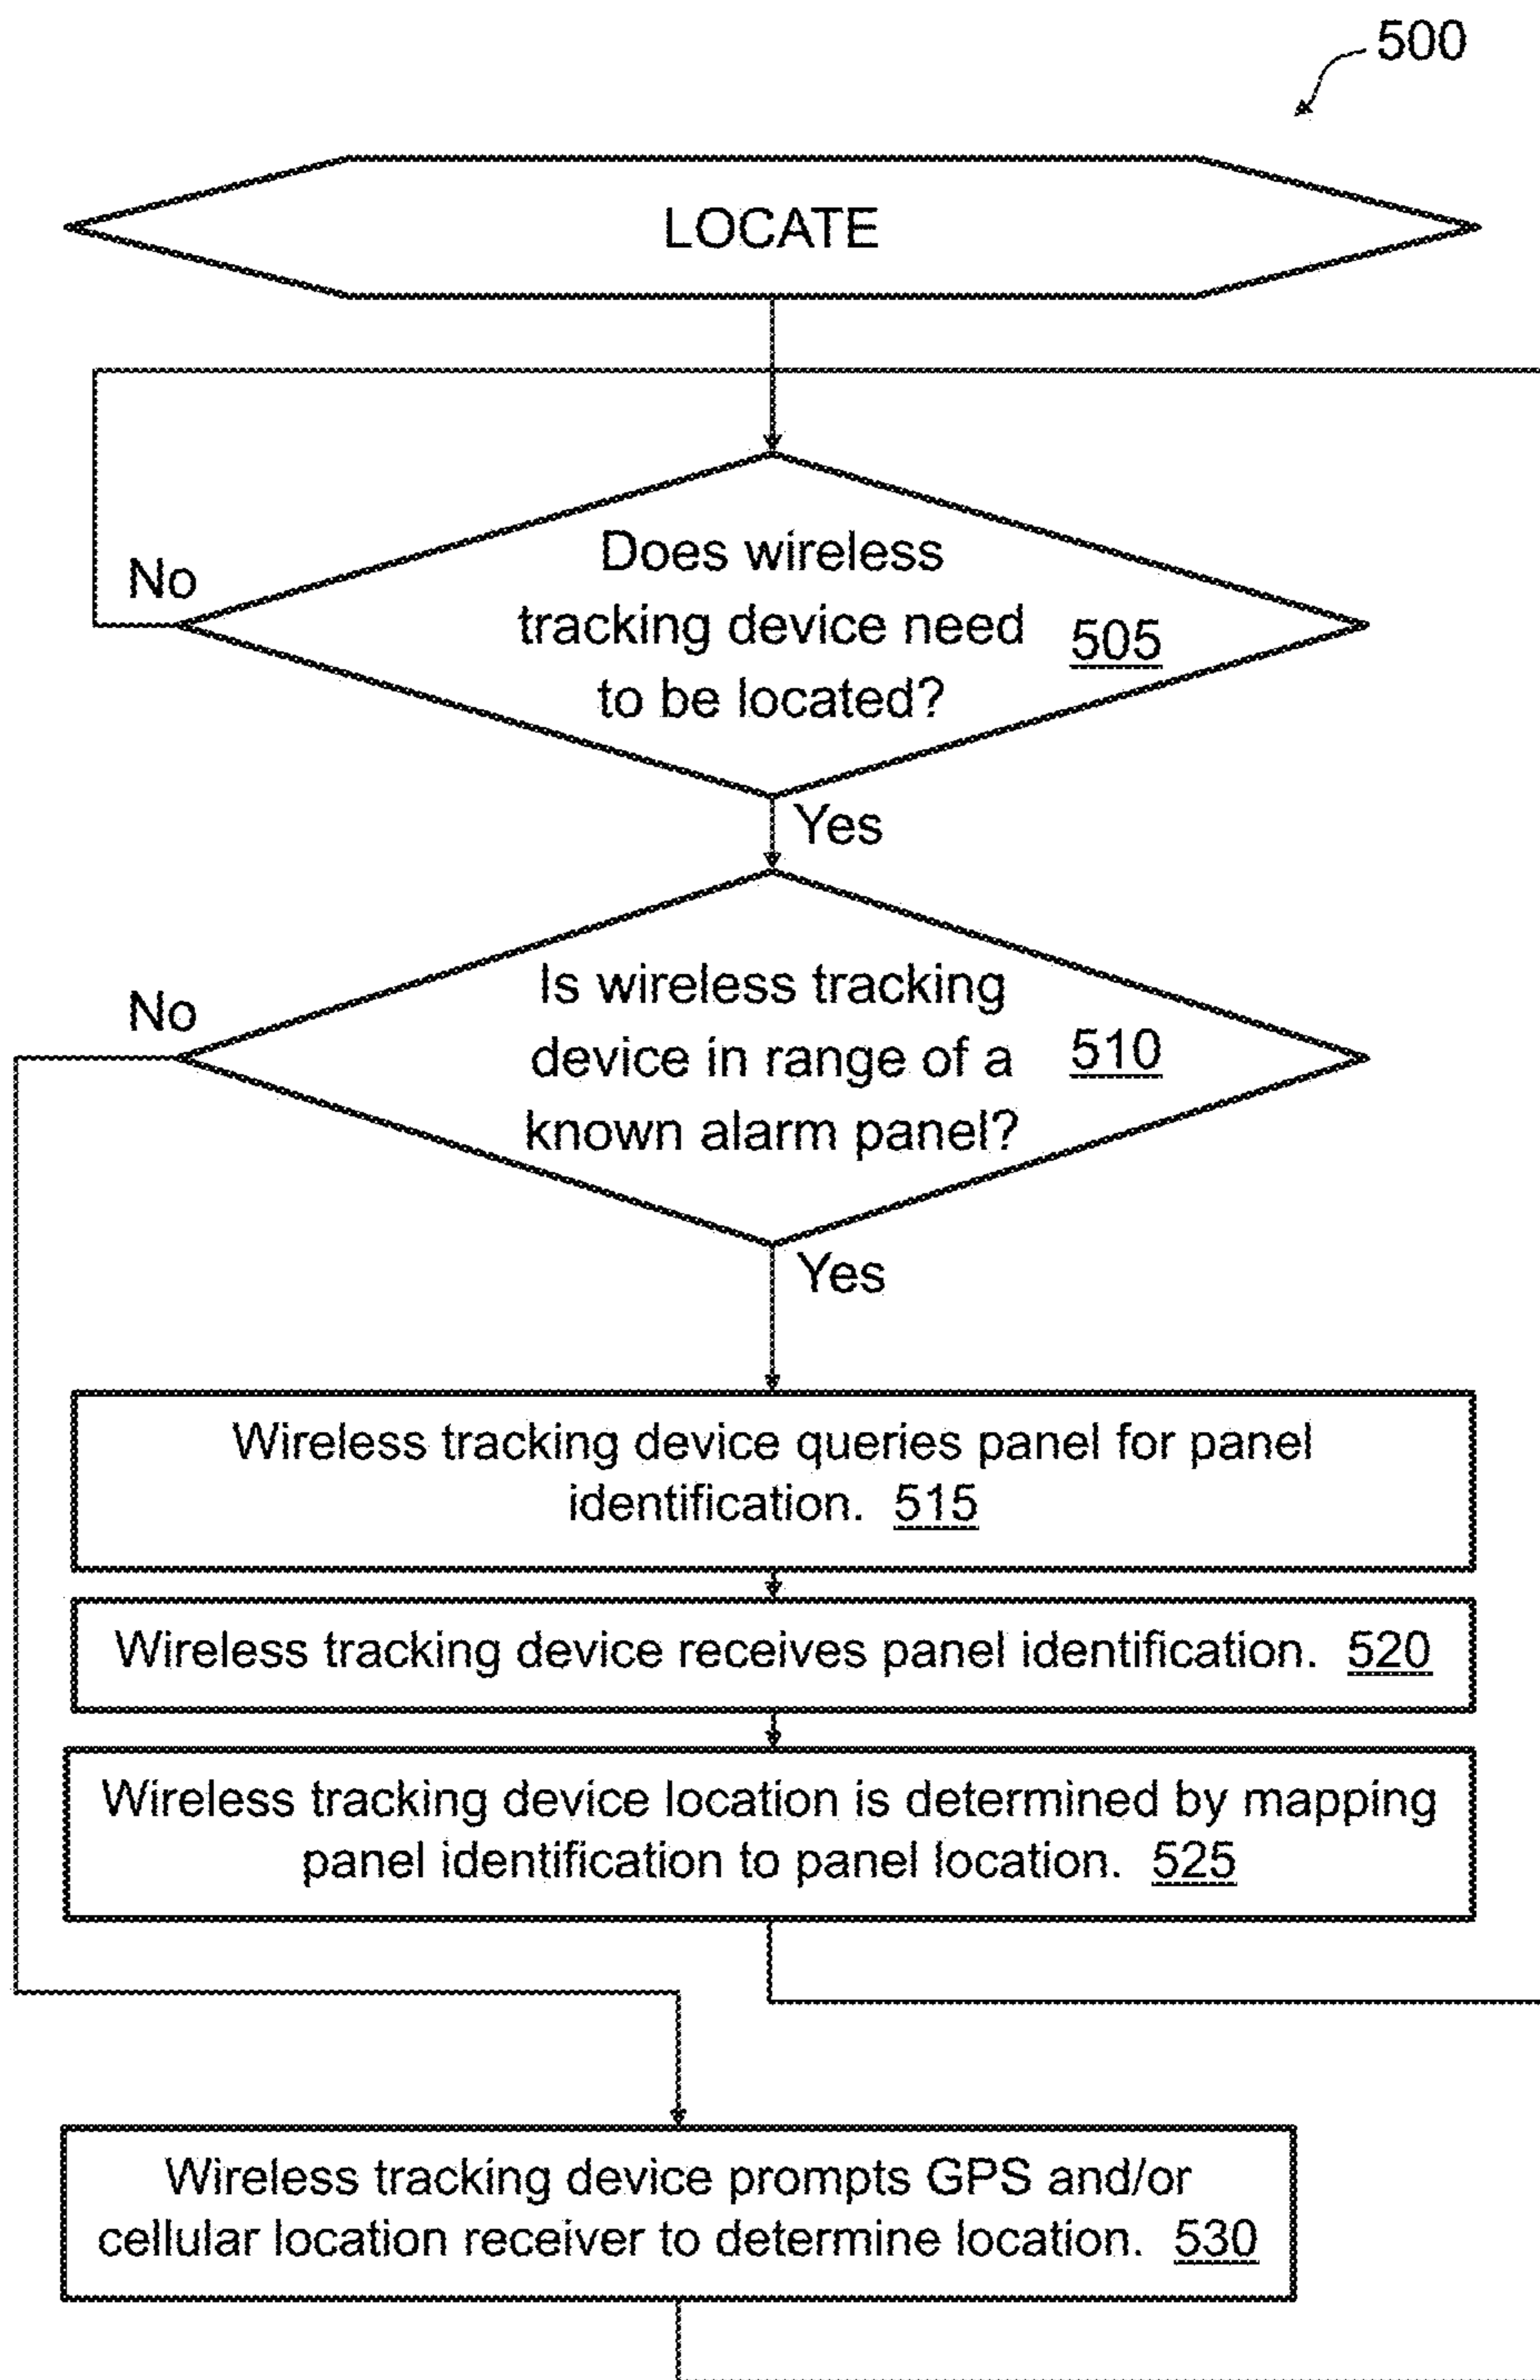 500
LOCATE
Does wireless
No
tracking device need 505
to be located?
Yes
Is wireless tracking
No
device in range of a 510
known alarm panel?
Yes
Wireless tracking device queries panel for panel
identification. 515
Wireless tracking device receives panel identification. 520
Wireless tracking device location is determined by mapping
panel identification to panel location. 525
Wireless tracking device prompts GPS and/or
cellular location receiver to determine location. 530